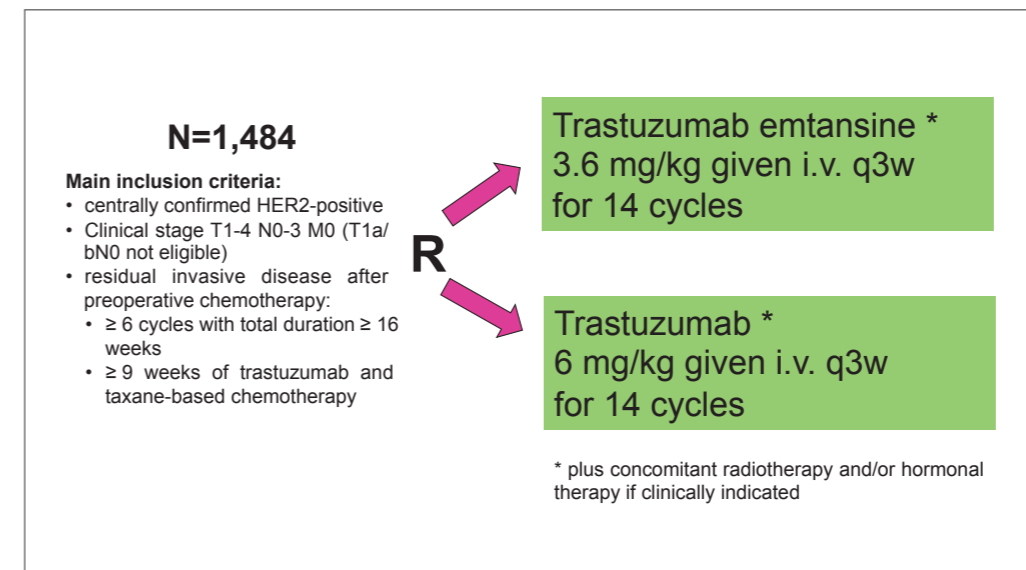 N=1,484
Main inclusion criteria:
• centrally confirmed HER2-positive
• Clinical stage T1-4 N0-3 M0 (T1a/
bN0 not eligible)
• residual invasive disease after
preoperative chemotherapy:
• ≥ 6 cycles with total duration ≥ 16
weeks
• ≥ 9 weeks of trastuzumab and
taxane-based chemotherapy
R
Trastuzumab emtansine *
3.6 mg/kg given i.v. q3w
for 14 cycles
Trastuzumab *
6 mg/kg given i.v. q3w
for 14 cycles
* plus concomitant radiotherapy and/or hormonal
therapy if clinically indicated